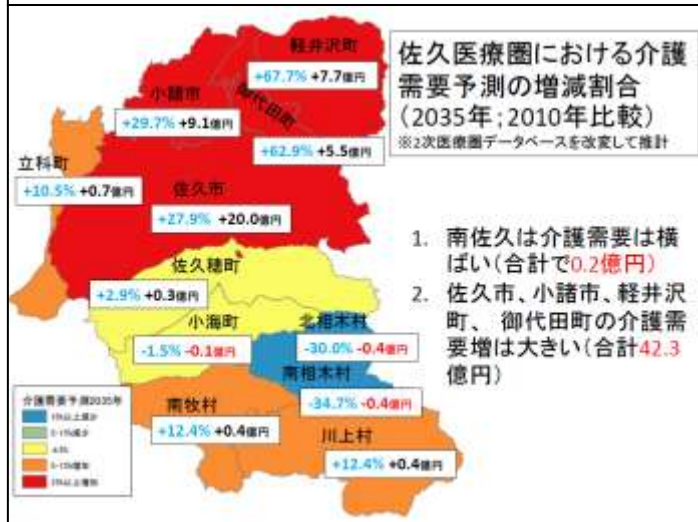 佐久医療圏における介護
需要予測の増減割合
(2035年;2010年比較)
※2次医療圏データベースを改変して推計
軽井沢町
+67.7% +7.7億円
小諸市
+29.7% +9.1億円
御代田町
+62.9% +5.5億円
立科町
+10.5% +0.7億円
佐久市
+27.9% +20.0億円
佐久穂町
+2.9% +0.3億円
小海町
-1.5% -0.1億円
北相木村
-30.0% -0.4億円
南相木村
-34.7% -0.4億円
南牧村
+12.4% +0.4億円
川上村
+12.4% +0.4億円
1. 南佐久は介護需要は横
ばい(合計で0.2億円)
2. 佐久市、小諸市、軽井沢
町、 御代田町の介護需
要増は大きい(合計42.3
億円)
介護需要予測2035年